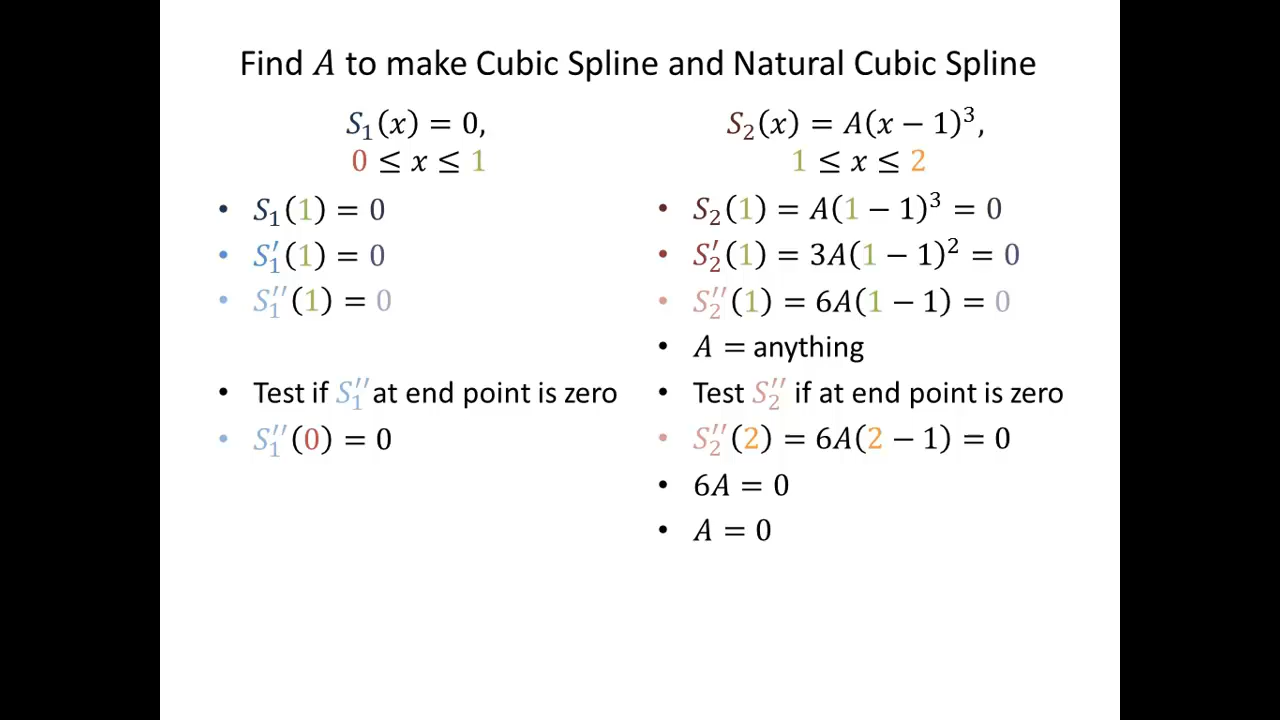 Find A to make Cubic Spline and Natural Cubic Spline
S₁(x) = 0,
0 ≤ x ≤ 1
• S₁(1) = 0
• S₁′(1) = 0
• S₁′′(1) = 0
• Test if S₁′′ at end point is zero
• S₁′′(0) = 0
S₂(x) = A(x − 1)³,
1 ≤ x ≤ 2
• S₂(1) = A(1 − 1)³ = 0
• S₂′(1) = 3A(1 − 1)² = 0
• S₂′′(1) = 6A(1 − 1) = 0
• A = anything
• Test S₂′′ if at end point is zero
• S₂′′(2) = 6A(2 − 1) = 0
• 6A = 0
• A = 0